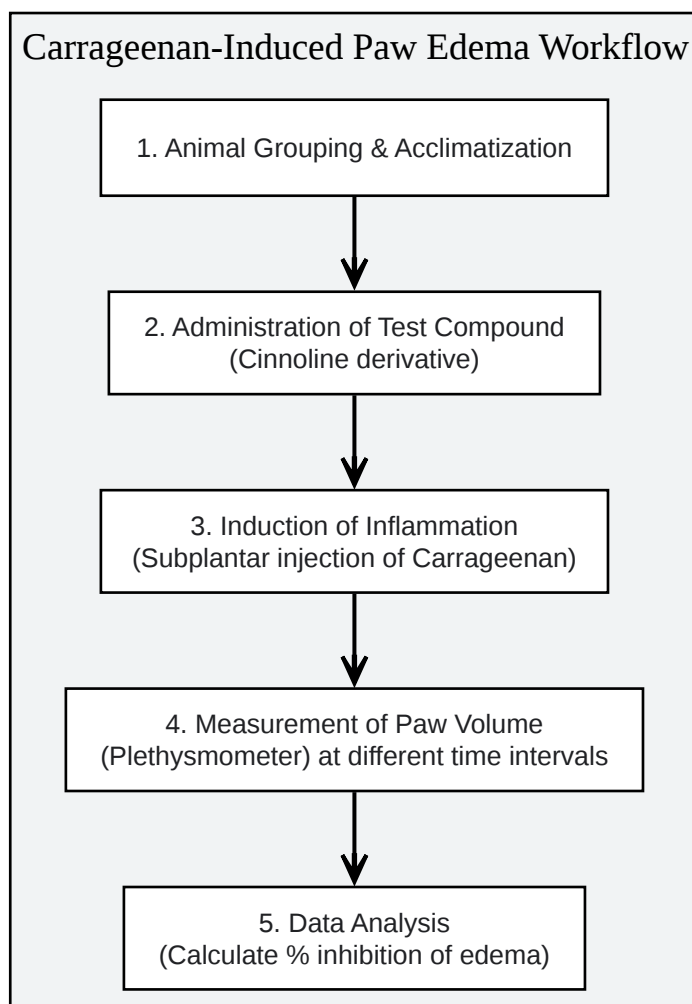 Carrageenan-Induced Paw Edema Workflow
1. Animal Grouping & Acclimatization
2. Administration of Test Compound
(Cinnoline derivative)
3. Induction of Inflammation
(Subplantar injection of Carrageenan)
4. Measurement of Paw Volume
(Plethysmometer) at different time intervals
5. Data Analysis
(Calculate % inhibition of edema)